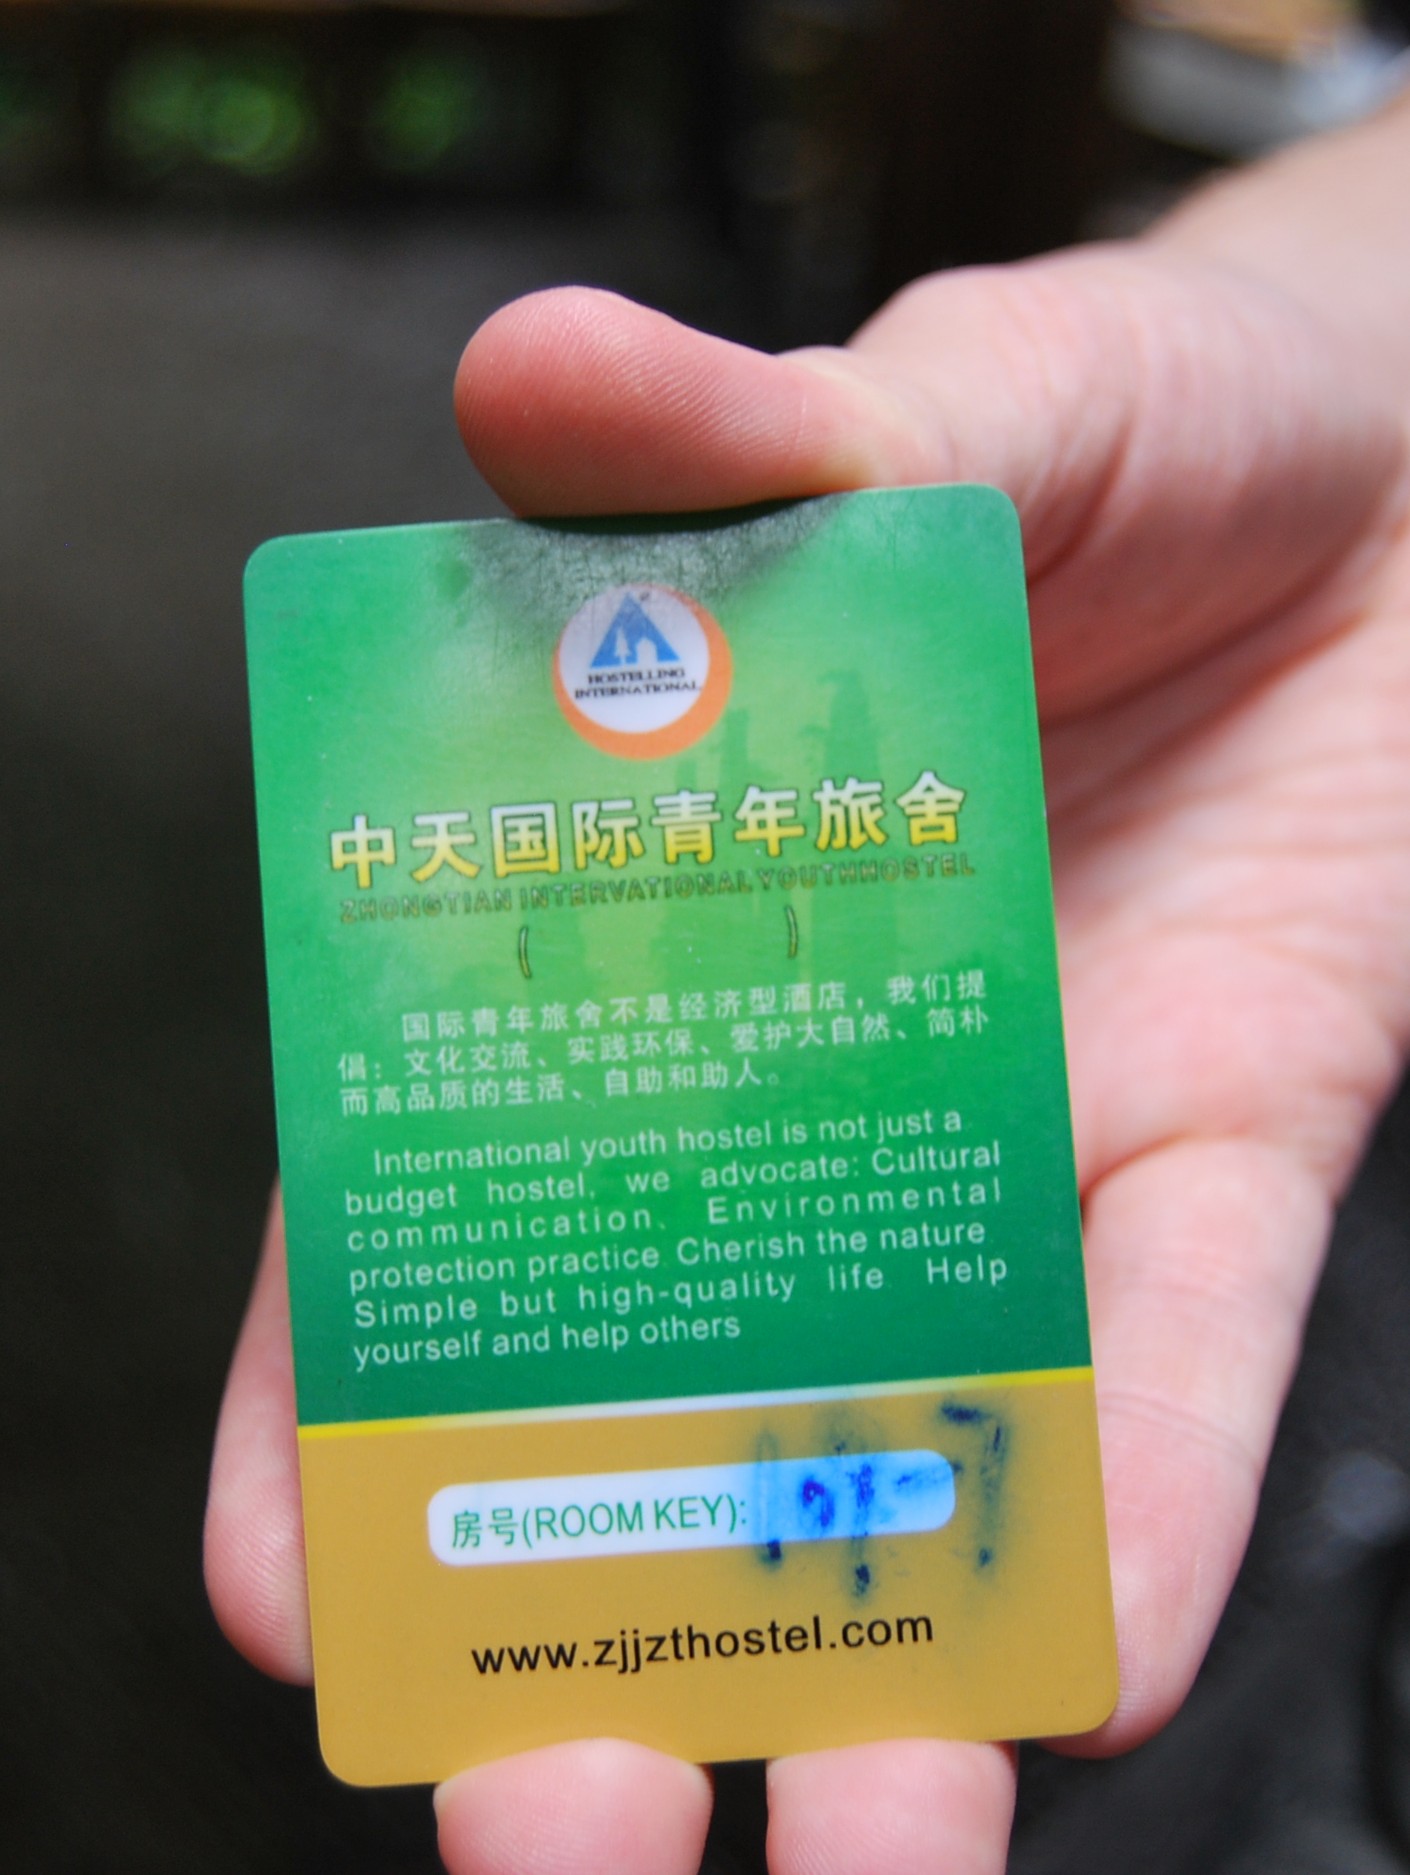 HOSTELLING
INTERNATIONAL
中天国际青年旅舍
ZHONGTIAN INTERVATIONAL YOUTHHOSTEL
( )
国际青年旅舍不是经济型酒店，我们提
倡：文化交流、实践环保、爱护大自然、简朴
而高品质的生活、自助和助人。
International youth hostel is not just a
budget hostel, we advocate: Cultural
communication、 Environmental
protection practice Cherish the nature
Simple but high-quality life Help
yourself and help others
房号(ROOM KEY):
www.zjjzthostel.com